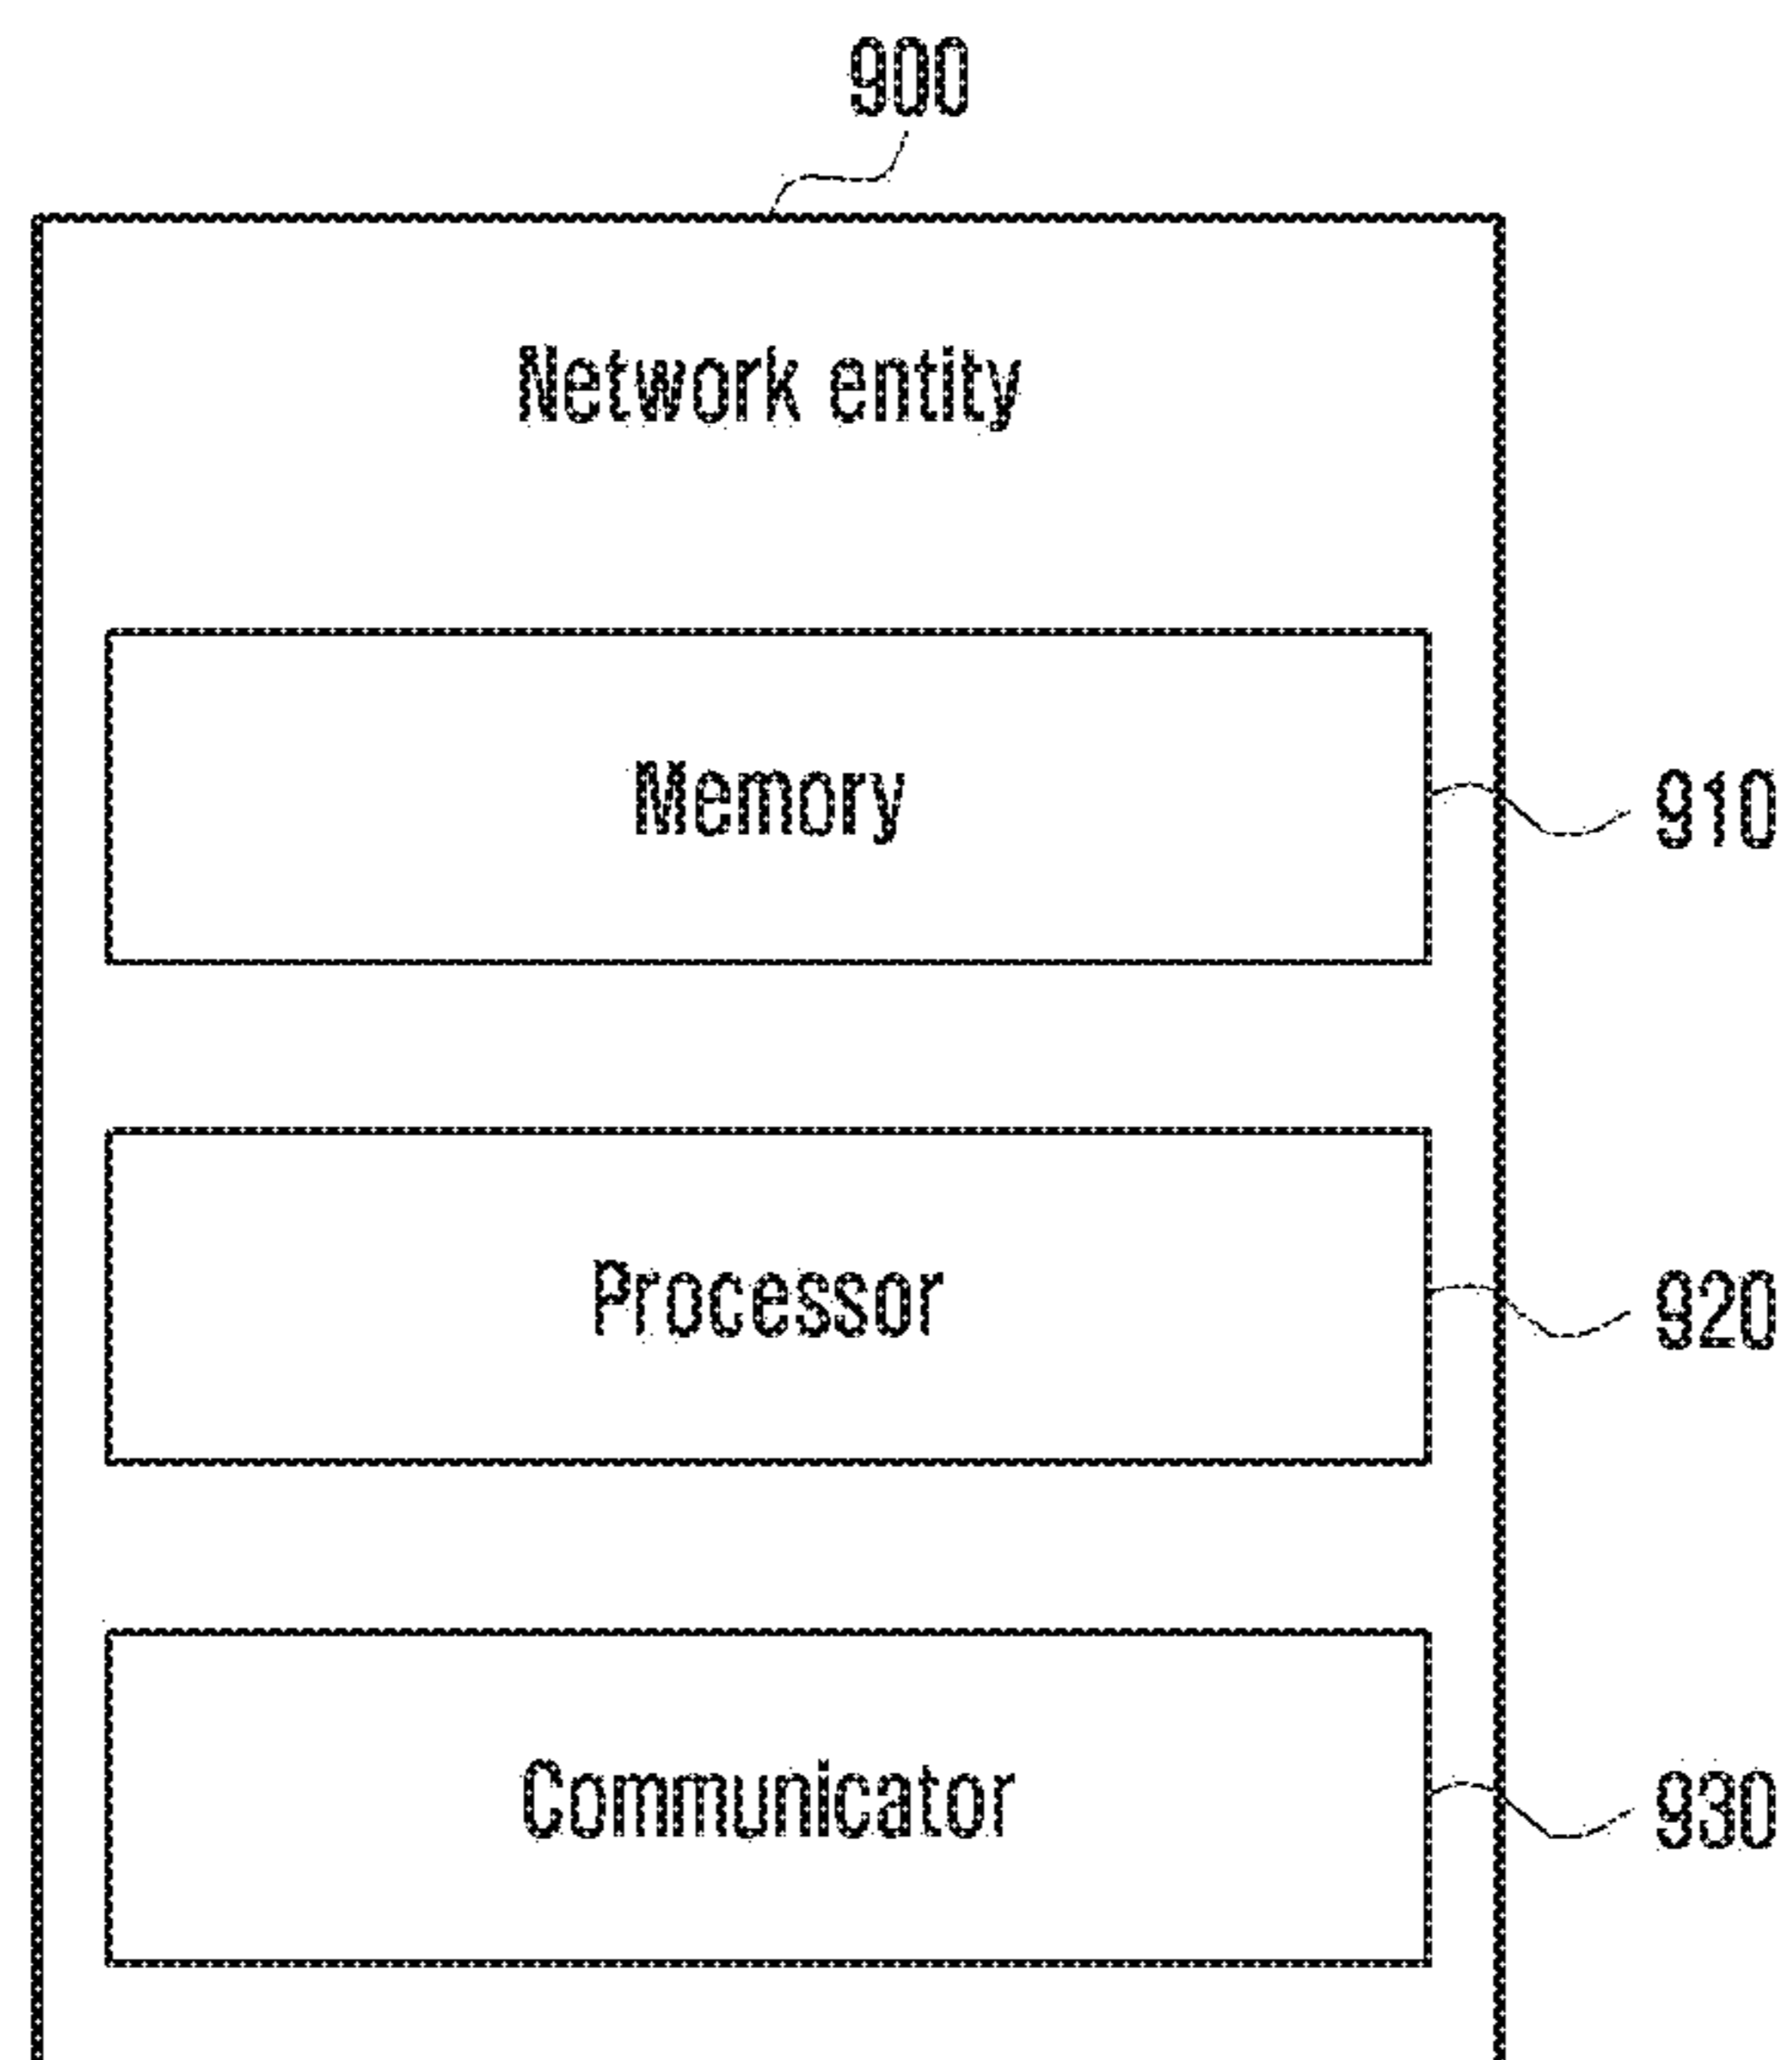 900
Network entity
Memory
910
Processor
920
Communicator
930